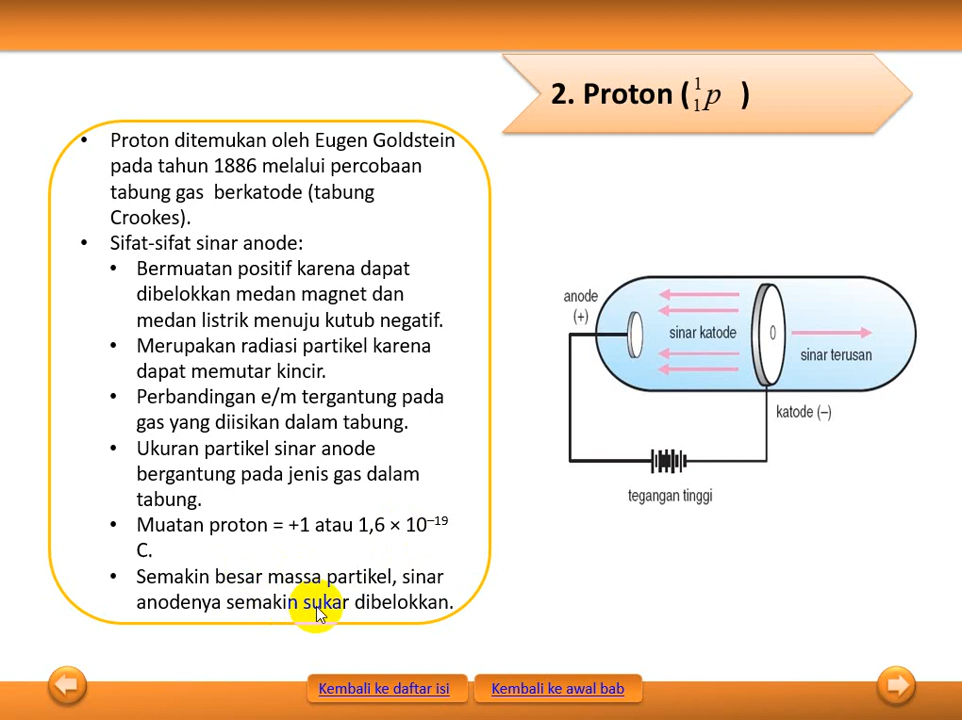 2. Proton ( ¹₁p )
• Proton ditemukan oleh Eugen Goldstein
pada tahun 1886 melalui percobaan
tabung gas berkatode (tabung
Crookes).
• Sifat-sifat sinar anode:
• Bermuatan positif karena dapat
dibelokkan medan magnet dan
medan listrik menuju kutub negatif.
• Merupakan radiasi partikel karena
dapat memutar kincir.
• Perbandingan e/m tergantung pada
gas yang diisikan dalam tabung.
• Ukuran partikel sinar anode
bergantung pada jenis gas dalam
tabung.
• Muatan proton = +1 atau 1,6 × 10⁻¹⁹
C.
• Semakin besar massa partikel, sinar
anodenya semakin sukar dibelokkan.
anode
(+)
sinar katode
0
sinar terusan
katode (–)
tegangan tinggi
Kembali ke daftar isi
Kembali ke awal bab